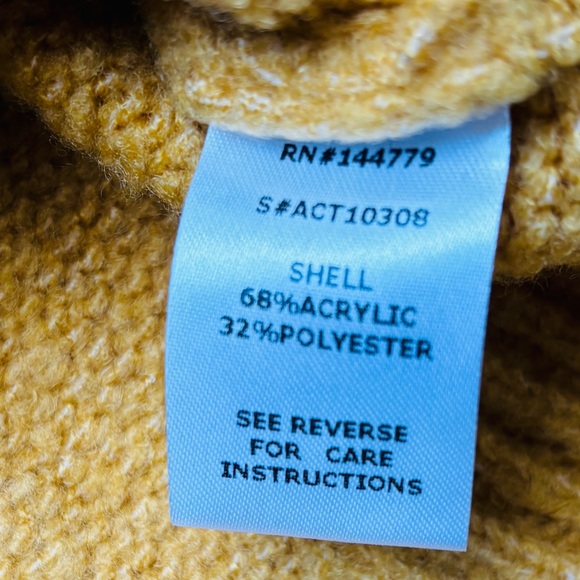 RN#144779
S#ACT10308
SHELL
68%ACRYLIC
32%POLYESTER
SEE REVERSE
FOR CARE
INSTRUCTIONS